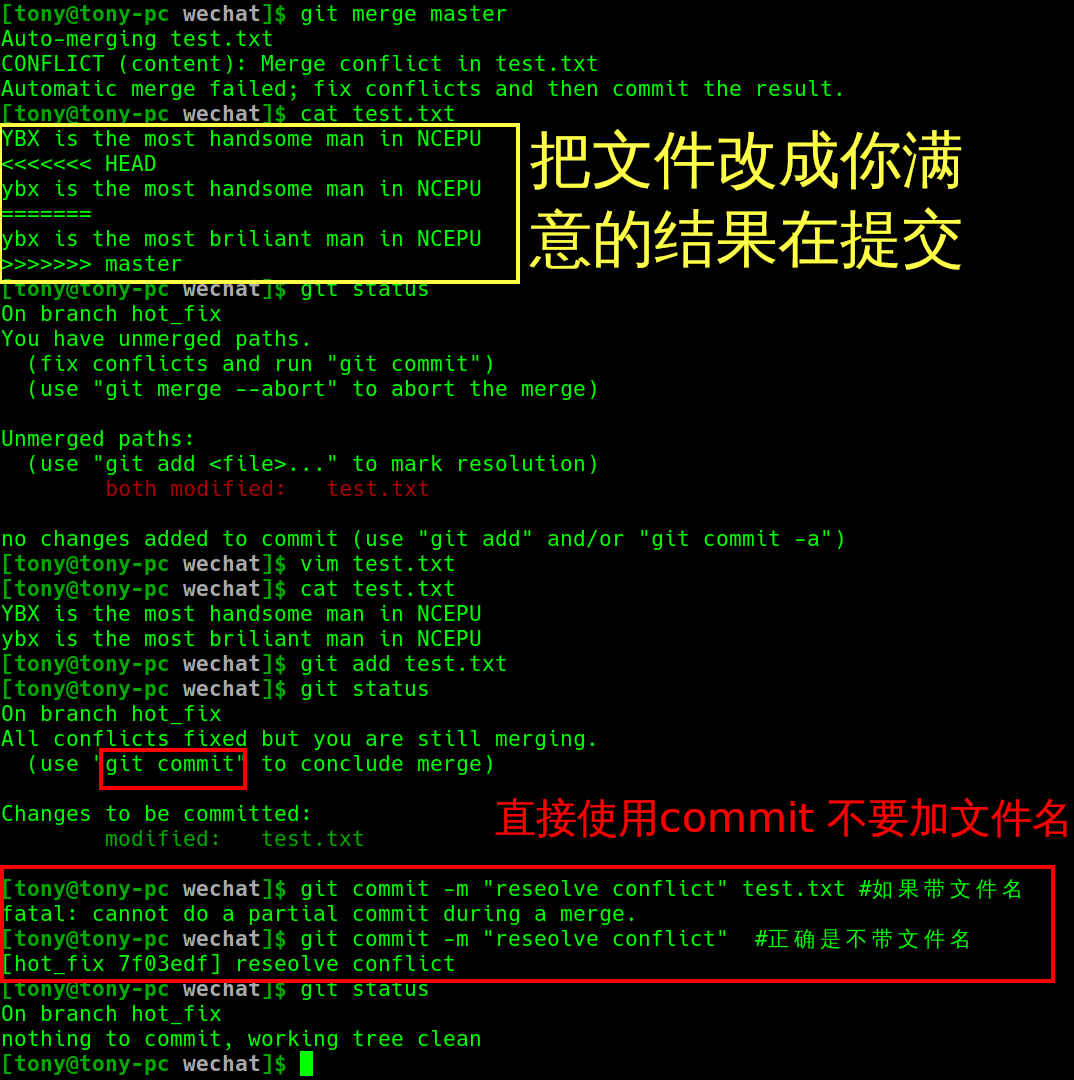 [tony@tony-pc wechat]$ git merge master
Auto-merging test.txt
CONFLICT (content): Merge conflict in test.txt
Automatic merge failed; fix conflicts and then commit the result.
[tony@tony-pc wechat]$ cat test.txt
YBX is the most handsome man in NCEPU
<<<<<<< HEAD
ybx is the most handsome man in NCEPU
=======
ybx is the most briliant man in NCEPU
>>>>>>> master
把文件改成你满
意的结果在提交
[tony@tony-pc wechat]$ git status
On branch hot_fix
You have unmerged paths.
  (fix conflicts and run "git commit")
  (use "git merge --abort" to abort the merge)
Unmerged paths:
  (use "git add <file>..." to mark resolution)
        both modified:   test.txt
no changes added to commit (use "git add" and/or "git commit -a")
[tony@tony-pc wechat]$ vim test.txt
[tony@tony-pc wechat]$ cat test.txt
YBX is the most handsome man in NCEPU
ybx is the most briliant man in NCEPU
[tony@tony-pc wechat]$ git add test.txt
[tony@tony-pc wechat]$ git status
On branch hot_fix
All conflicts fixed but you are still merging.
  (use "git commit" to conclude merge)
Changes to be committed:
        modified:   test.txt
直接使用commit 不要加文件名
[tony@tony-pc wechat]$ git commit -m "reseolve conflict" test.txt #如果带文件名
fatal: cannot do a partial commit during a merge.
[tony@tony-pc wechat]$ git commit -m "reseolve conflict"  #正确是不带文件名
[hot_fix 7f03edf] reseolve conflict
[tony@tony-pc wechat]$ git status
On branch hot_fix
nothing to commit, working tree clean
[tony@tony-pc wechat]$